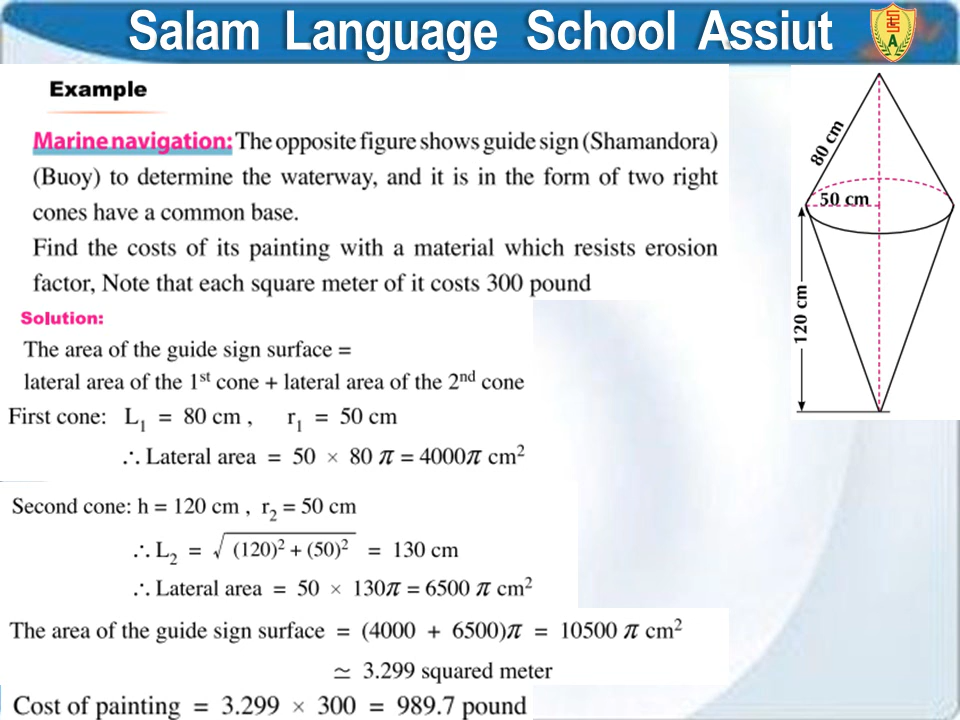 Salam Language School Assiut
Example
Marine navigation: The opposite figure shows guide sign (Shamandora)
(Buoy) to determine the waterway, and it is in the form of two right
cones have a common base.
Find the costs of its painting with a material which resists erosion
factor, Note that each square meter of it costs 300 pound
80 cm
50 cm
120 cm
Solution:
The area of the guide sign surface =
lateral area of the 1st cone + lateral area of the 2nd cone
First cone: L₁ = 80 cm , r₁ = 50 cm
∴ Lateral area = 50 × 80 π = 4000π cm²
Second cone: h = 120 cm , r₂ = 50 cm
∴ L₂ = √(120)² + (50)² = 130 cm
∴ Lateral area = 50 × 130π = 6500 π cm²
The area of the guide sign surface = (4000 + 6500)π = 10500 π cm²
≃ 3.299 squared meter
Cost of painting = 3.299 × 300 = 989.7 pound